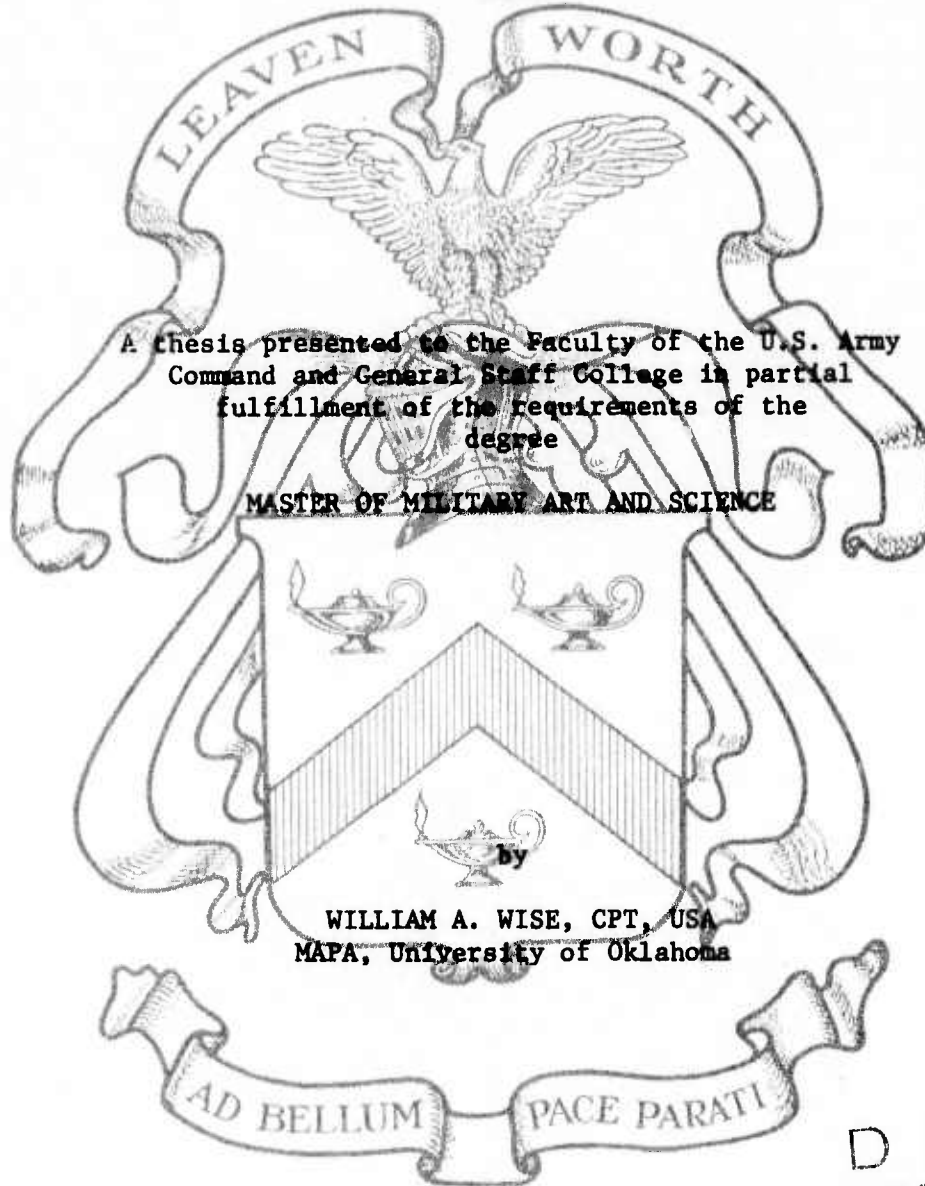 LEAVEN WORTH
A thesis presented to the Faculty of the U.S. Army
Command and General Staff College in partial
fulfillment of the requirements of the
degree
MASTER OF MILITARY ART AND SCIENCE
by
WILLIAM A. WISE, CPT, USA
MAPA, University of Oklahoma
AD BELLUM PACE PARATI
D